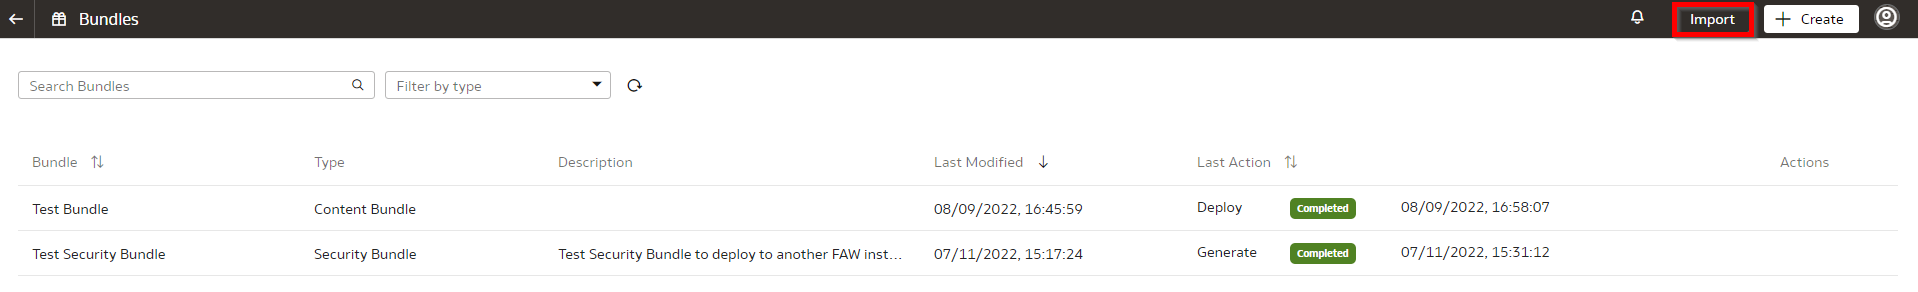 Bundles Import Create
Search Bundles Filter by type
Bundle Type Description Last Modified Last Action Actions
Test Bundle Content Bundle 08/09/2022, 16:45:59 Deploy Completed 08/09/2022, 16:58:07
Test Security Bundle Security Bundle Test Security Bundle to deploy to another FAW inst... 07/11/2022, 15:17:24 Generate Completed 07/11/2022, 15:31:12